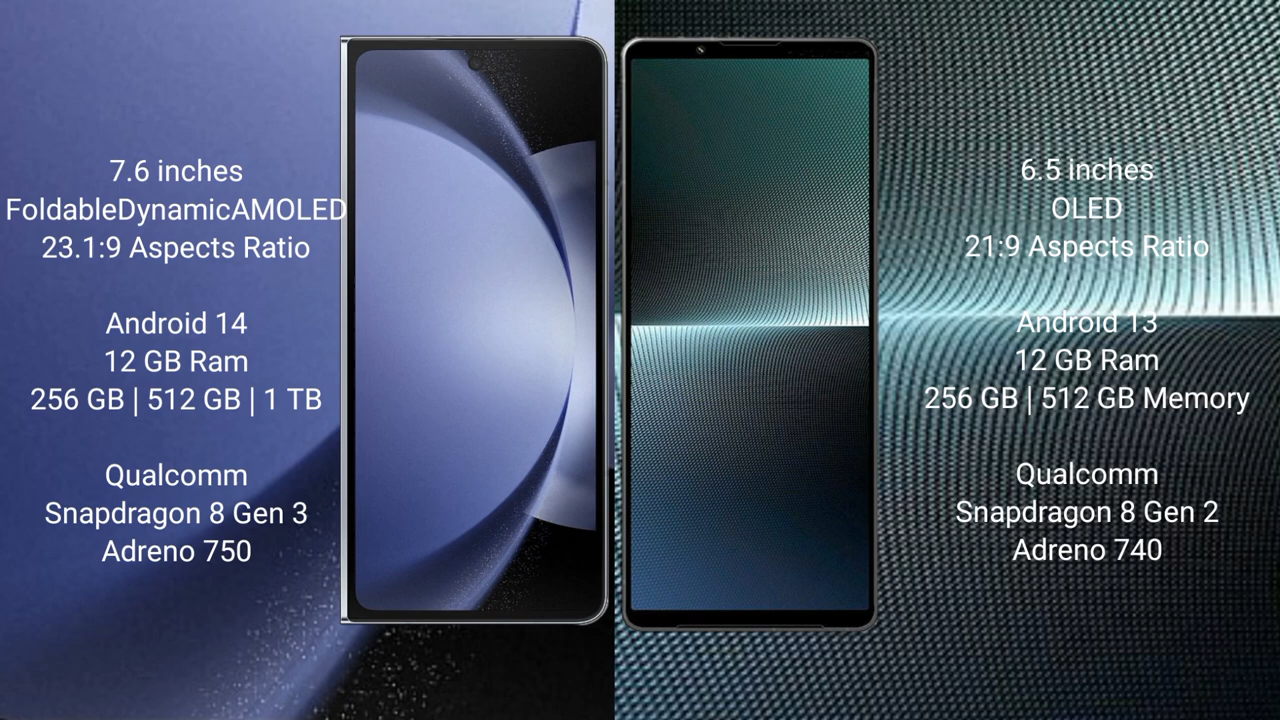 7.6 inches
FoldableDynamicAMOLED
23.1:9 Aspects Ratio
Android 14
12 GB Ram
256 GB | 512 GB | 1 TB
Qualcomm
Snapdragon 8 Gen 3
Adreno 750
6.5 inches
OLED
21:9 Aspects Ratio
Android 13
12 GB Ram
256 GB | 512 GB Memory
Qualcomm
Snapdragon 8 Gen 2
Adreno 740